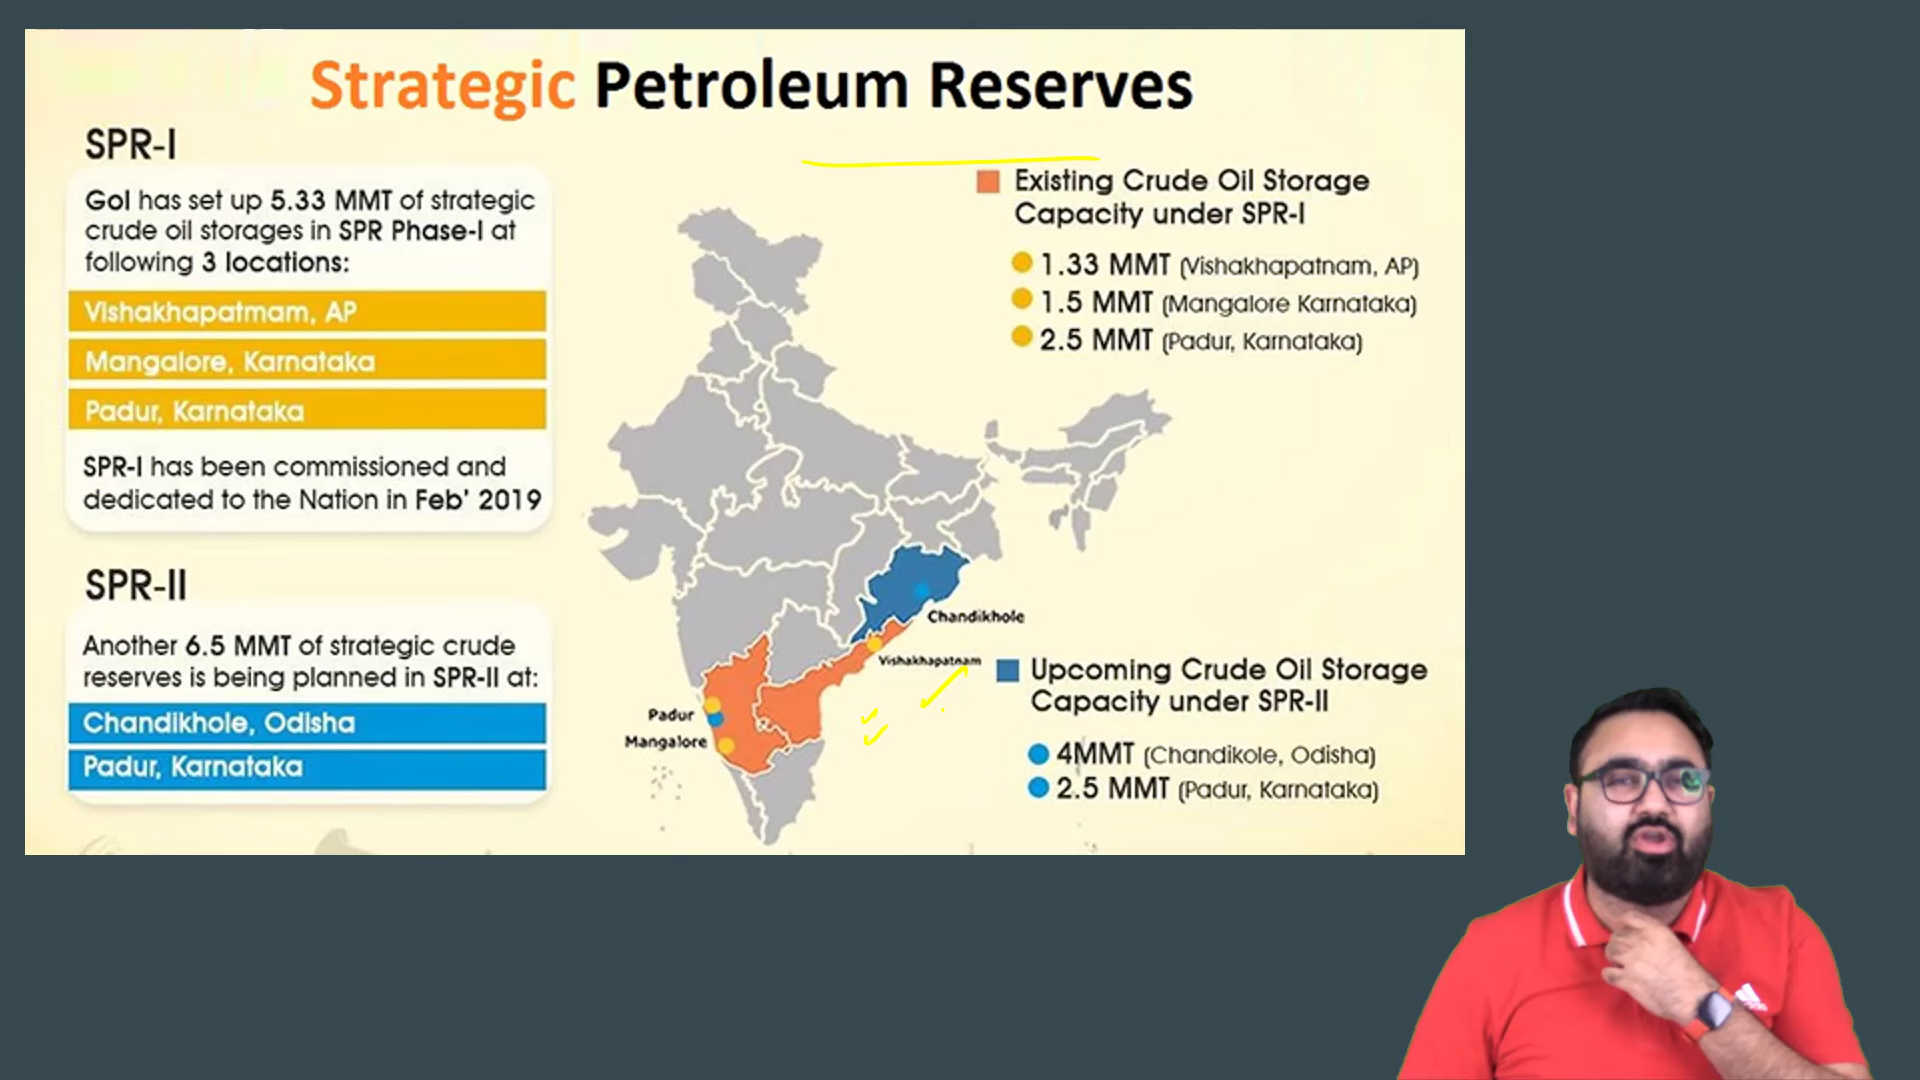 Strategic Petroleum Reserves
SPR-I
GoI has set up 5.33 MMT of strategic
crude oil storages in SPR Phase-I at
following 3 locations:
Vishakhapatmam, AP
Mangalore, Karnataka
Padur, Karnataka
SPR-I has been commissioned and
dedicated to the Nation in Feb' 2019
SPR-II
Another 6.5 MMT of strategic crude
reserves is being planned in SPR-II at:
Chandikhole, Odisha
Padur, Karnataka
Existing Crude Oil Storage
Capacity under SPR-I
1.33 MMT (Vishakhapatnam, AP)
1.5 MMT (Mangalore Karnataka)
2.5 MMT (Padur, Karnataka)
Chandikhole
Vishakhapatnam
Padur
Mangalore
Upcoming Crude Oil Storage
Capacity under SPR-II
4MMT (Chandikole, Odisha)
2.5 MMT (Padur, Karnataka)